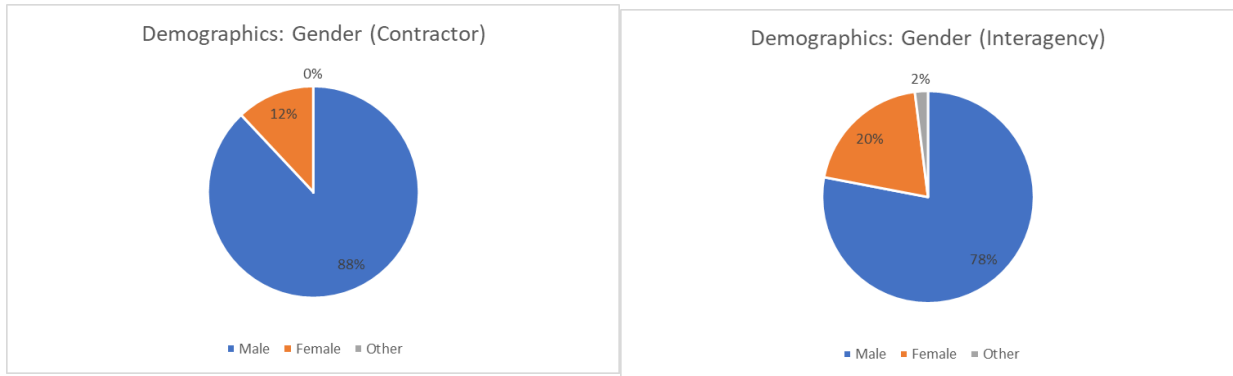 Demographics: Gender (Contractor)
0%
12%
88%
Male Female Other
Demographics: Gender (Interagency)
2%
20%
78%
Male Female Other